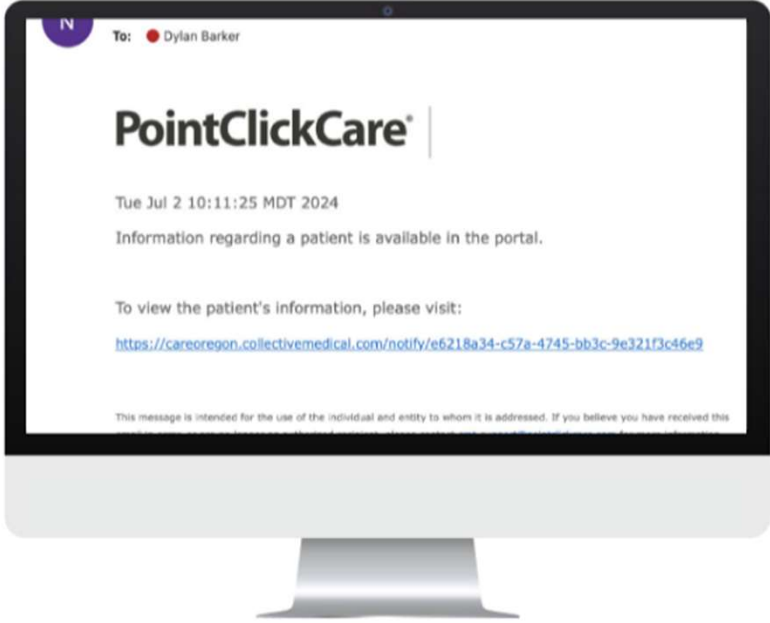 N
To: Dylan Barker
PointClickCare®
Tue Jul 2 10:11:25 MDT 2024
Information regarding a patient is available in the portal.
To view the patient's information, please visit:
https://careoregon.collectivemedical.com/notify/e6218a34-c57a-4745-bb3c-9e321f3c46e9
This message is intended for the use of the individual and entity to whom it is addressed. If you believe you have received this